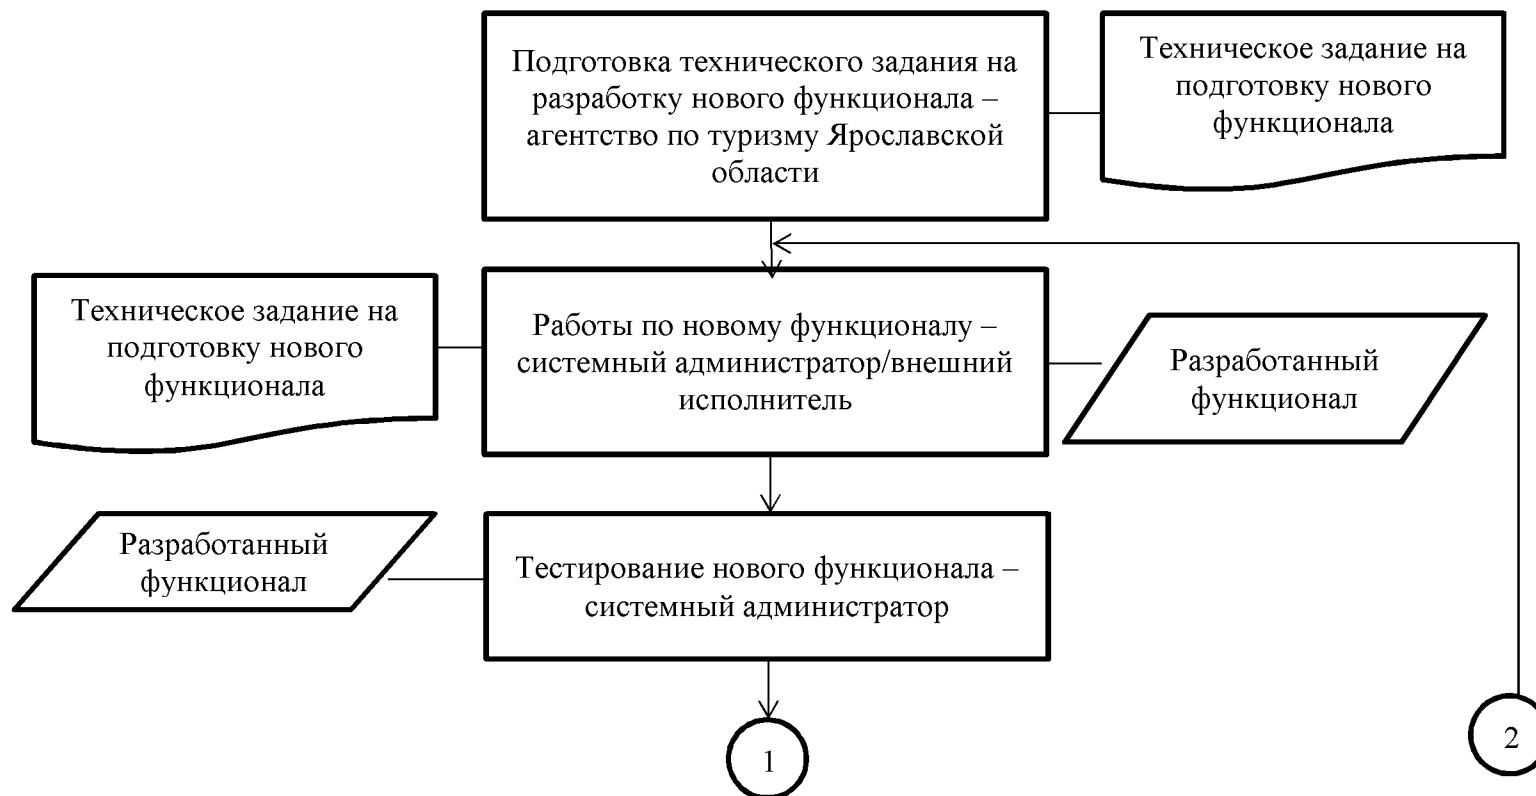 Подготовка технического задания на
разработку нового функционала –
агентство по туризму Ярославской
области
Техническое задание на
подготовку нового
функционала
Техническое задание на
подготовку нового
функционала
Работы по новому функционалу –
системный администратор/внешний
исполнитель
Разработанный
функционал
Разработанный
функционал
Тестирование нового функционала –
системный администратор
1
2